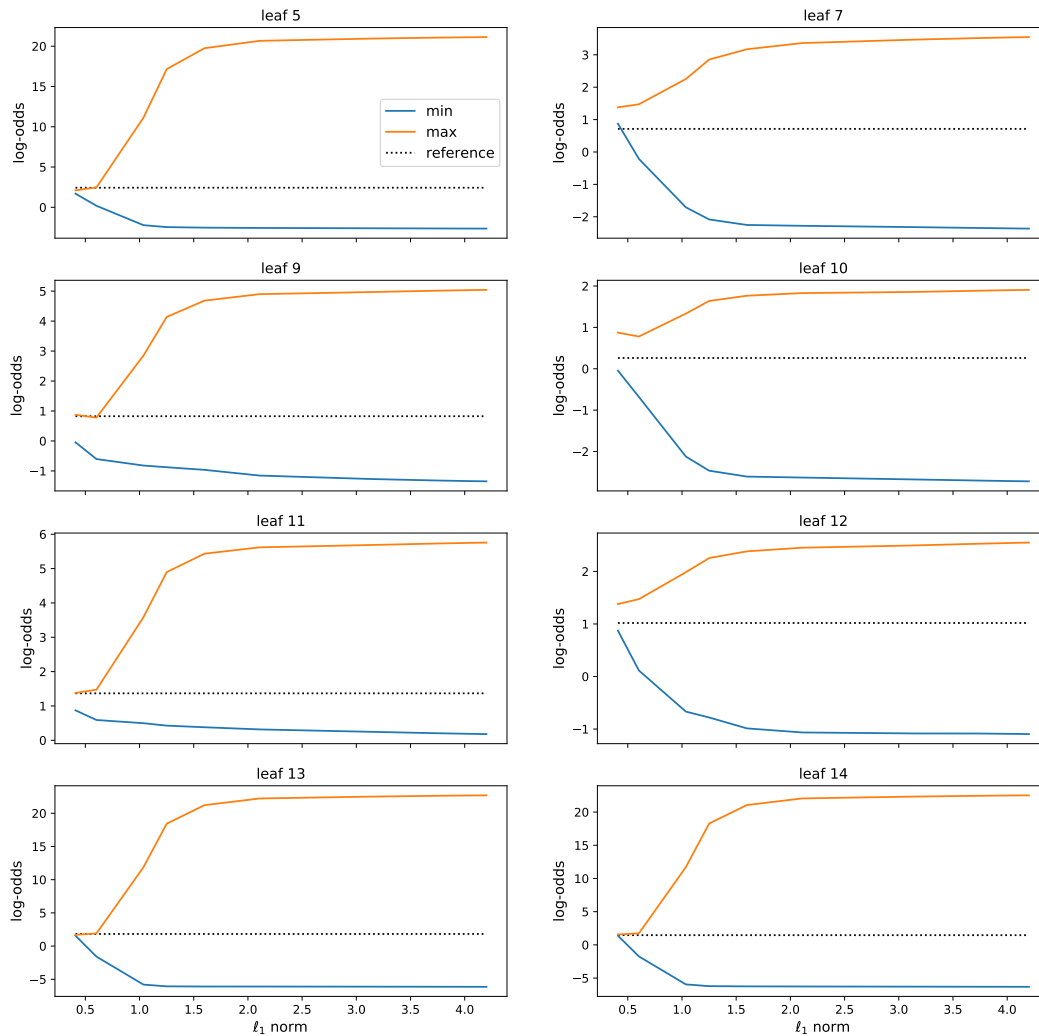 leaf 5
20
15
10
5
0
log-odds
min
max
reference
leaf 7
3
2
1
0
−1
−2
log-odds
leaf 9
5
4
3
2
1
0
−1
log-odds
leaf 10
2
1
0
−1
−2
log-odds
leaf 11
6
5
4
3
2
1
0
log-odds
leaf 12
2
1
0
−1
log-odds
leaf 13
20
15
10
5
0
−5
log-odds
0.5 1.0 1.5 2.0 2.5 3.0 3.5 4.0
ℓ₁ norm
leaf 14
20
15
10
5
0
−5
log-odds
0.5 1.0 1.5 2.0 2.5 3.0 3.5 4.0
ℓ₁ norm